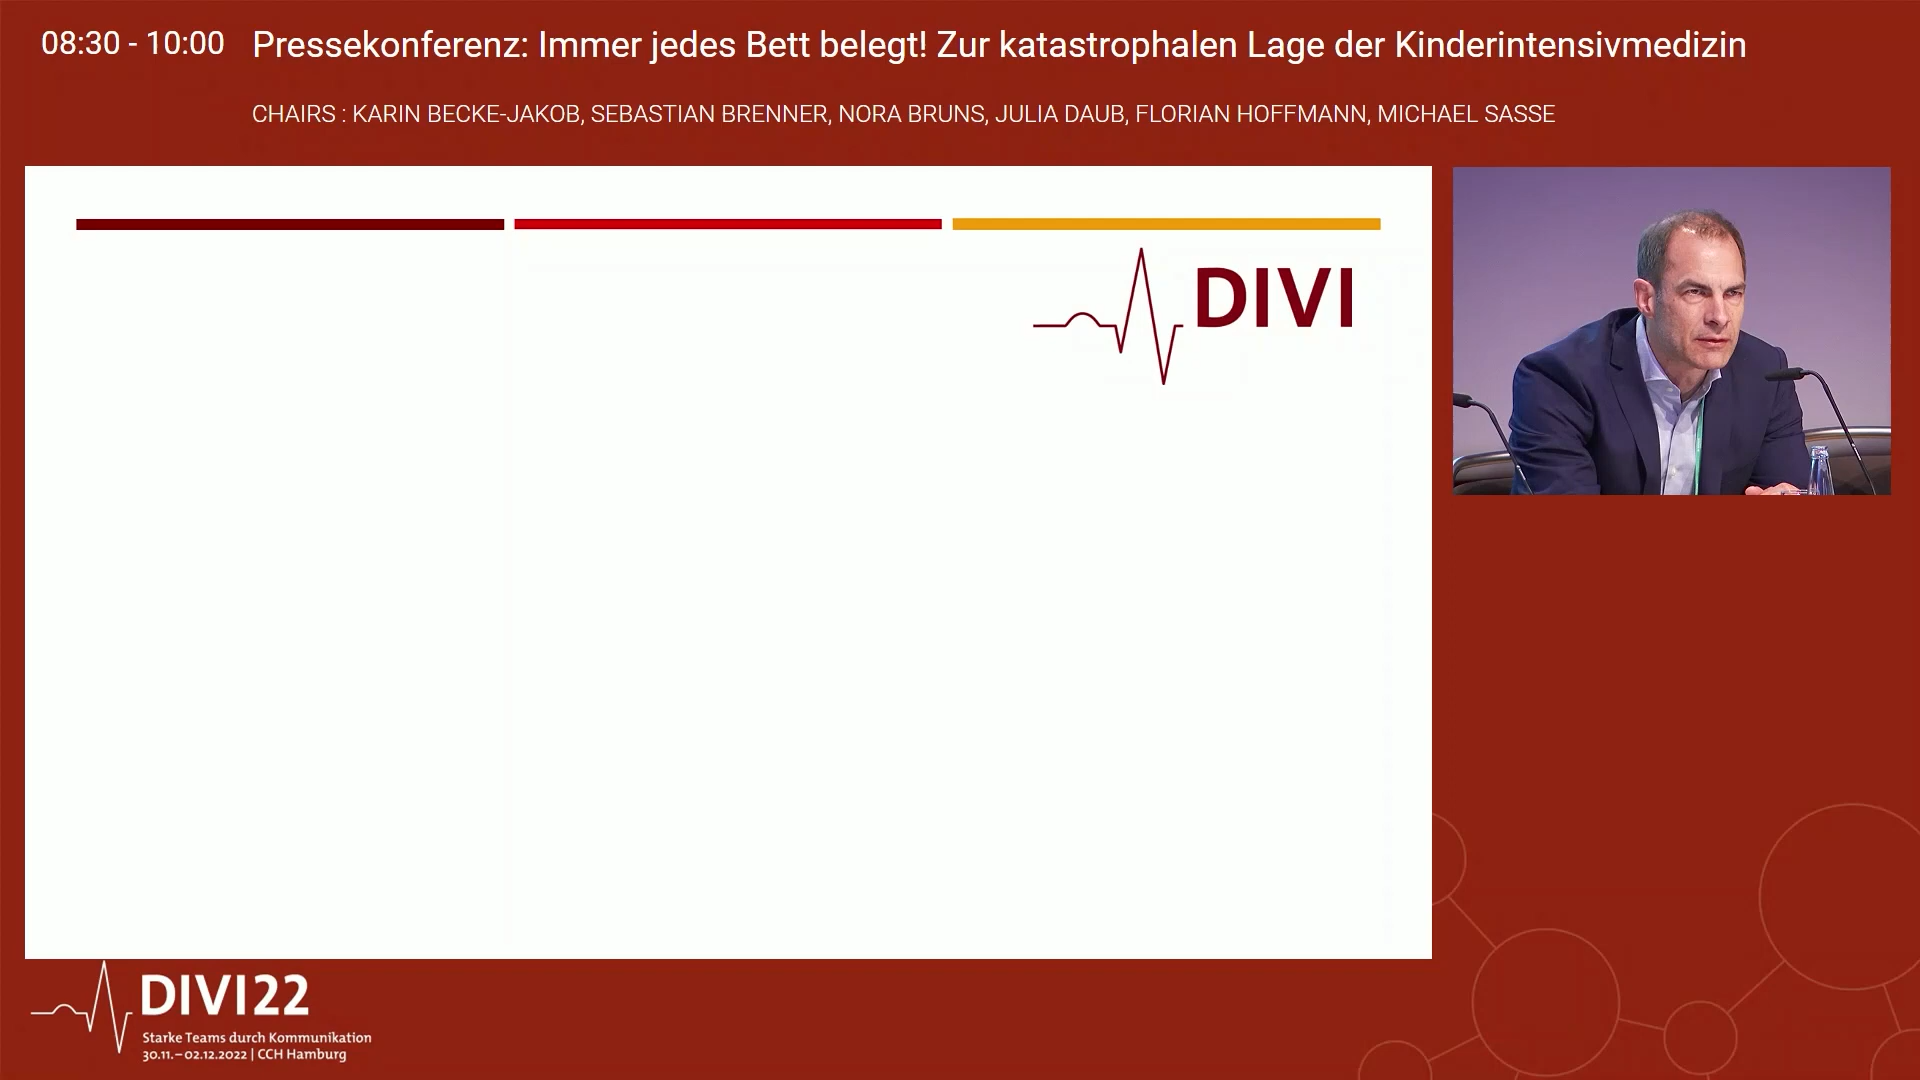 08:30 - 10:00 Pressekonferenz: Immer jedes Bett belegt! Zur katastrophalen Lage der Kinderintensivmedizin
CHAIRS : KARIN BECKE-JAKOB, SEBASTIAN BRENNER, NORA BRUNS, JULIA DAUB, FLORIAN HOFFMANN, MICHAEL SASSE
DIVI
DIVI22
Starke Teams durch Kommunikation
30.11.–02.12.2022 | CCH Hamburg